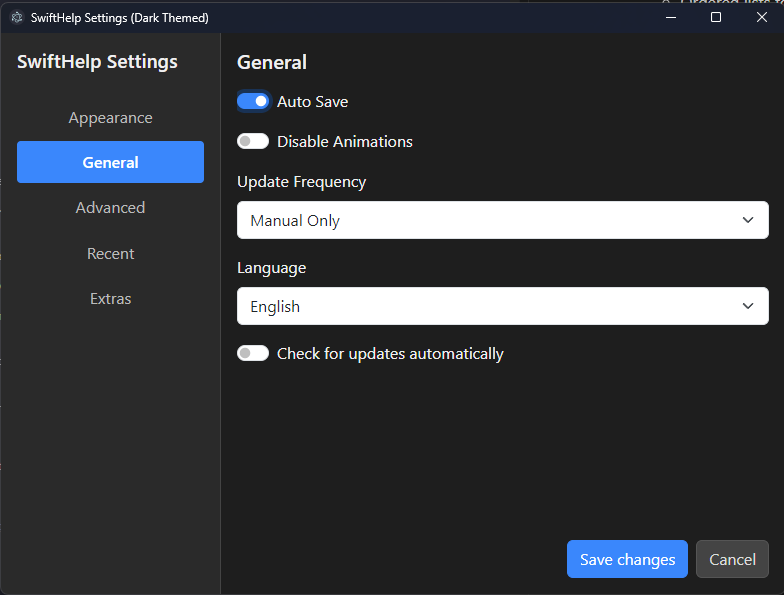 SwiftHelp Settings (Dark Themed)
SwiftHelp Settings
Appearance
General
Advanced
Recent
Extras
General
Auto Save
Disable Animations
Update Frequency
Manual Only
Language
English
Check for updates automatically
Save changes
Cancel